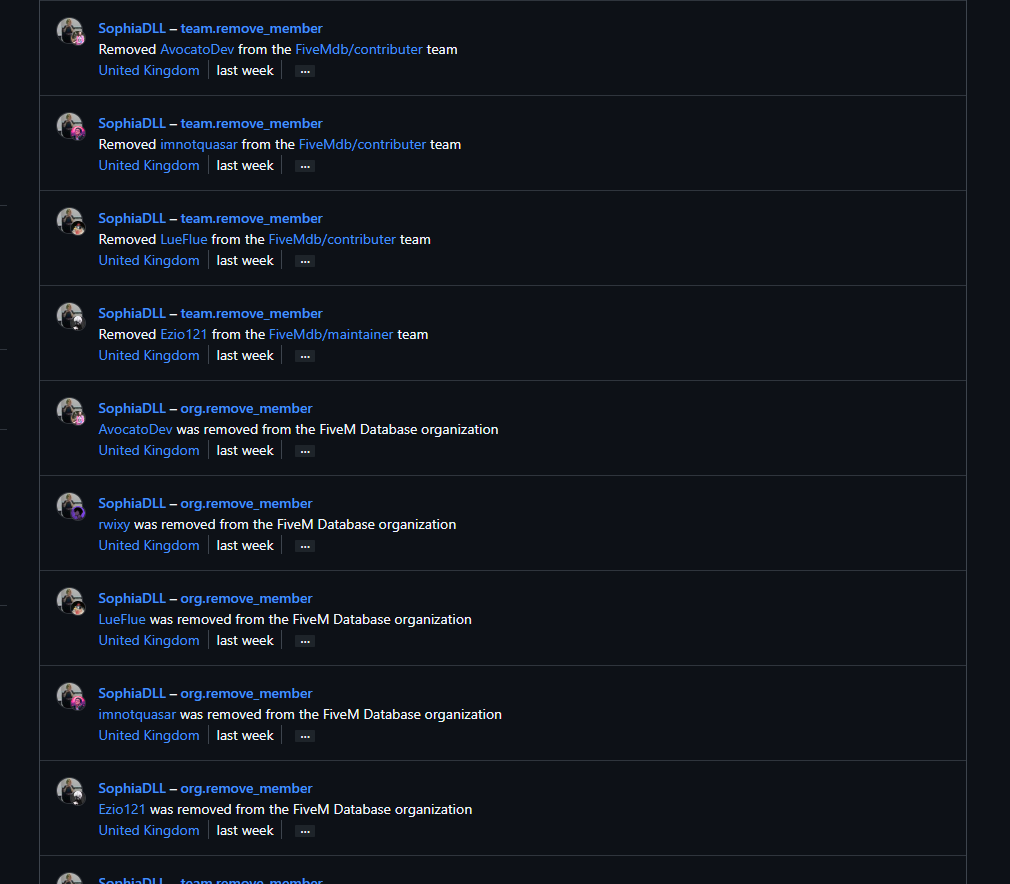 SophiaDLL – team.remove_member
Removed AvocatoDev from the FiveMdb/contributer team
United Kingdom last week ...
SophiaDLL – team.remove_member
Removed imnotquasar from the FiveMdb/contributer team
United Kingdom last week ...
SophiaDLL – team.remove_member
Removed LueFlue from the FiveMdb/contributer team
United Kingdom last week ...
SophiaDLL – team.remove_member
Removed Ezio121 from the FiveMdb/maintainer team
United Kingdom last week ...
SophiaDLL – org.remove_member
AvocatoDev was removed from the FiveM Database organization
United Kingdom last week ...
SophiaDLL – org.remove_member
rwixy was removed from the FiveM Database organization
United Kingdom last week ...
SophiaDLL – org.remove_member
LueFlue was removed from the FiveM Database organization
United Kingdom last week ...
SophiaDLL – org.remove_member
imnotquasar was removed from the FiveM Database organization
United Kingdom last week ...
SophiaDLL – org.remove_member
Ezio121 was removed from the FiveM Database organization
United Kingdom last week ...
SophiaDLL – team.remove_member